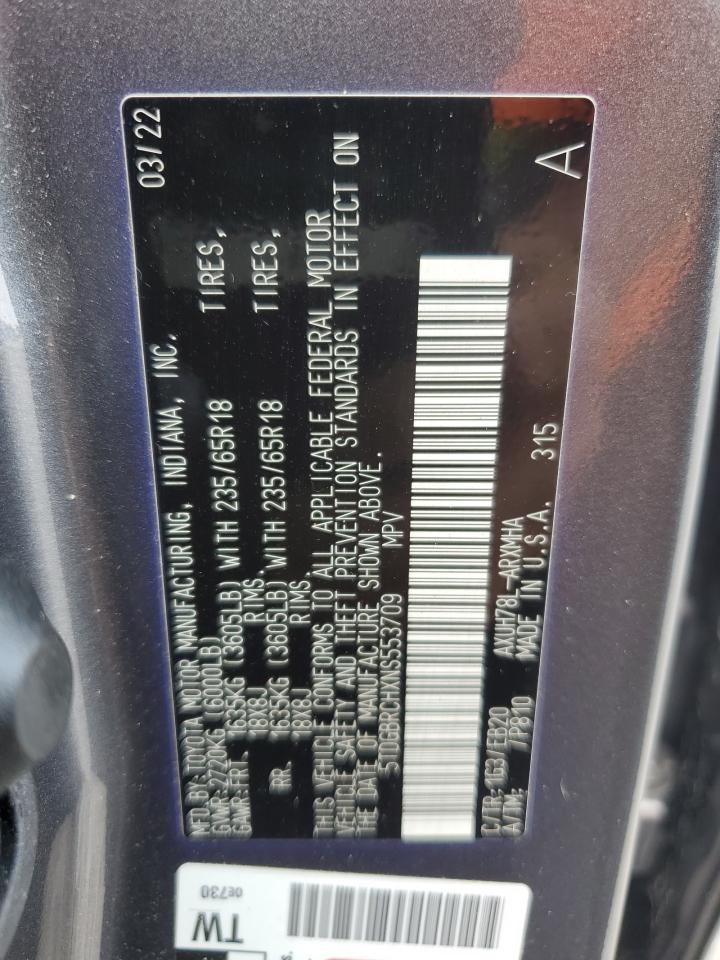 MFD.BY: TOYOTA MOTOR MANUFACTURING, INDIANA, INC. 03/22
GVWR: 2720KG (6000LB)
GAWR: FRT. 1635KG (3605LB) WITH 235/65R18 TIRES,
18X8J RIMS.
RR. 1635KG (3605LB) WITH 235/65R18 TIRES,
18X8J RIMS.
THIS VEHICLE CONFORMS TO ALL APPLICABLE FEDERAL MOTOR
VEHICLE SAFETY AND THEFT PREVENTION STANDARDS IN EFFECT ON
THE DATE OF MANUFACTURE SHOWN ABOVE.
5TDGBRCHXNS553709 MPV
C/TR: 1G3/EB20 AXUH78L-ARXMHA
A/TM: /P810 MADE IN U.S.A. 315 A
0E730
TW